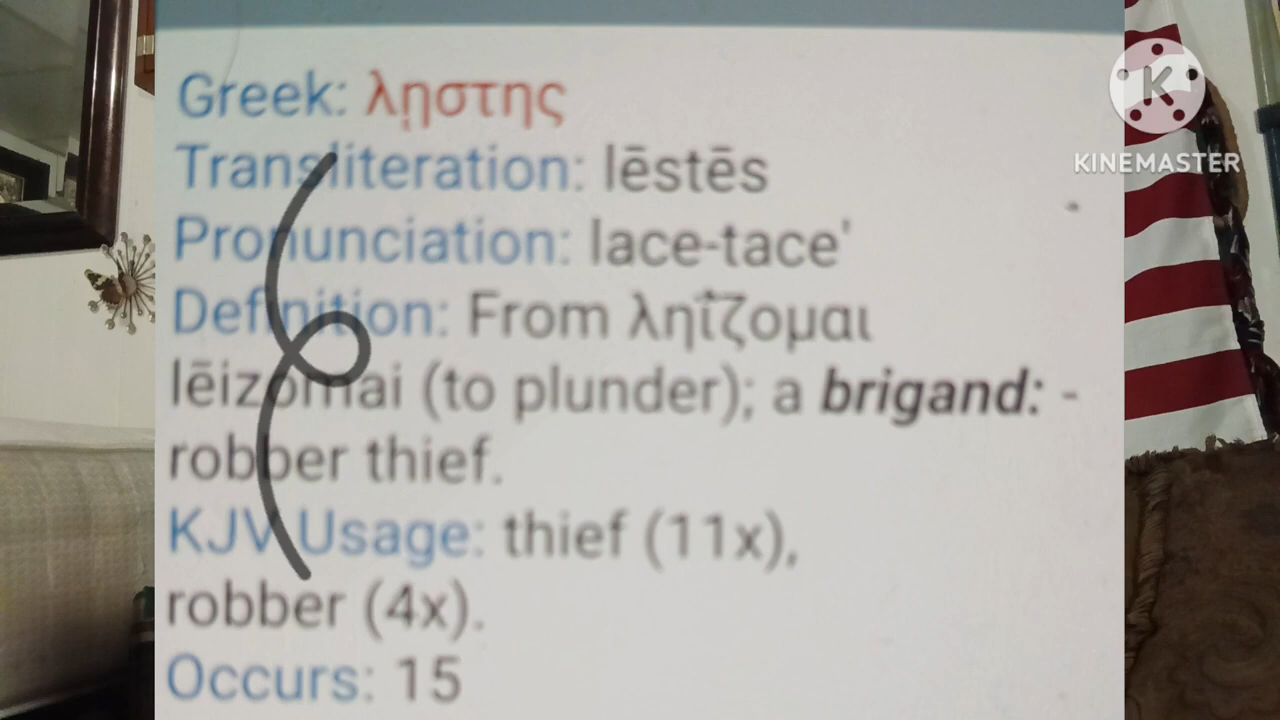 Greek: λῃστης
Transliteration: lēstēs
Pronunciation: lace-tace'
Definition: From ληΐζομαι
lēizomai (to plunder); a brigand: -
robber thief.
KJV Usage: thief (11x),
robber (4x).
Occurs: 15
KINEMASTER